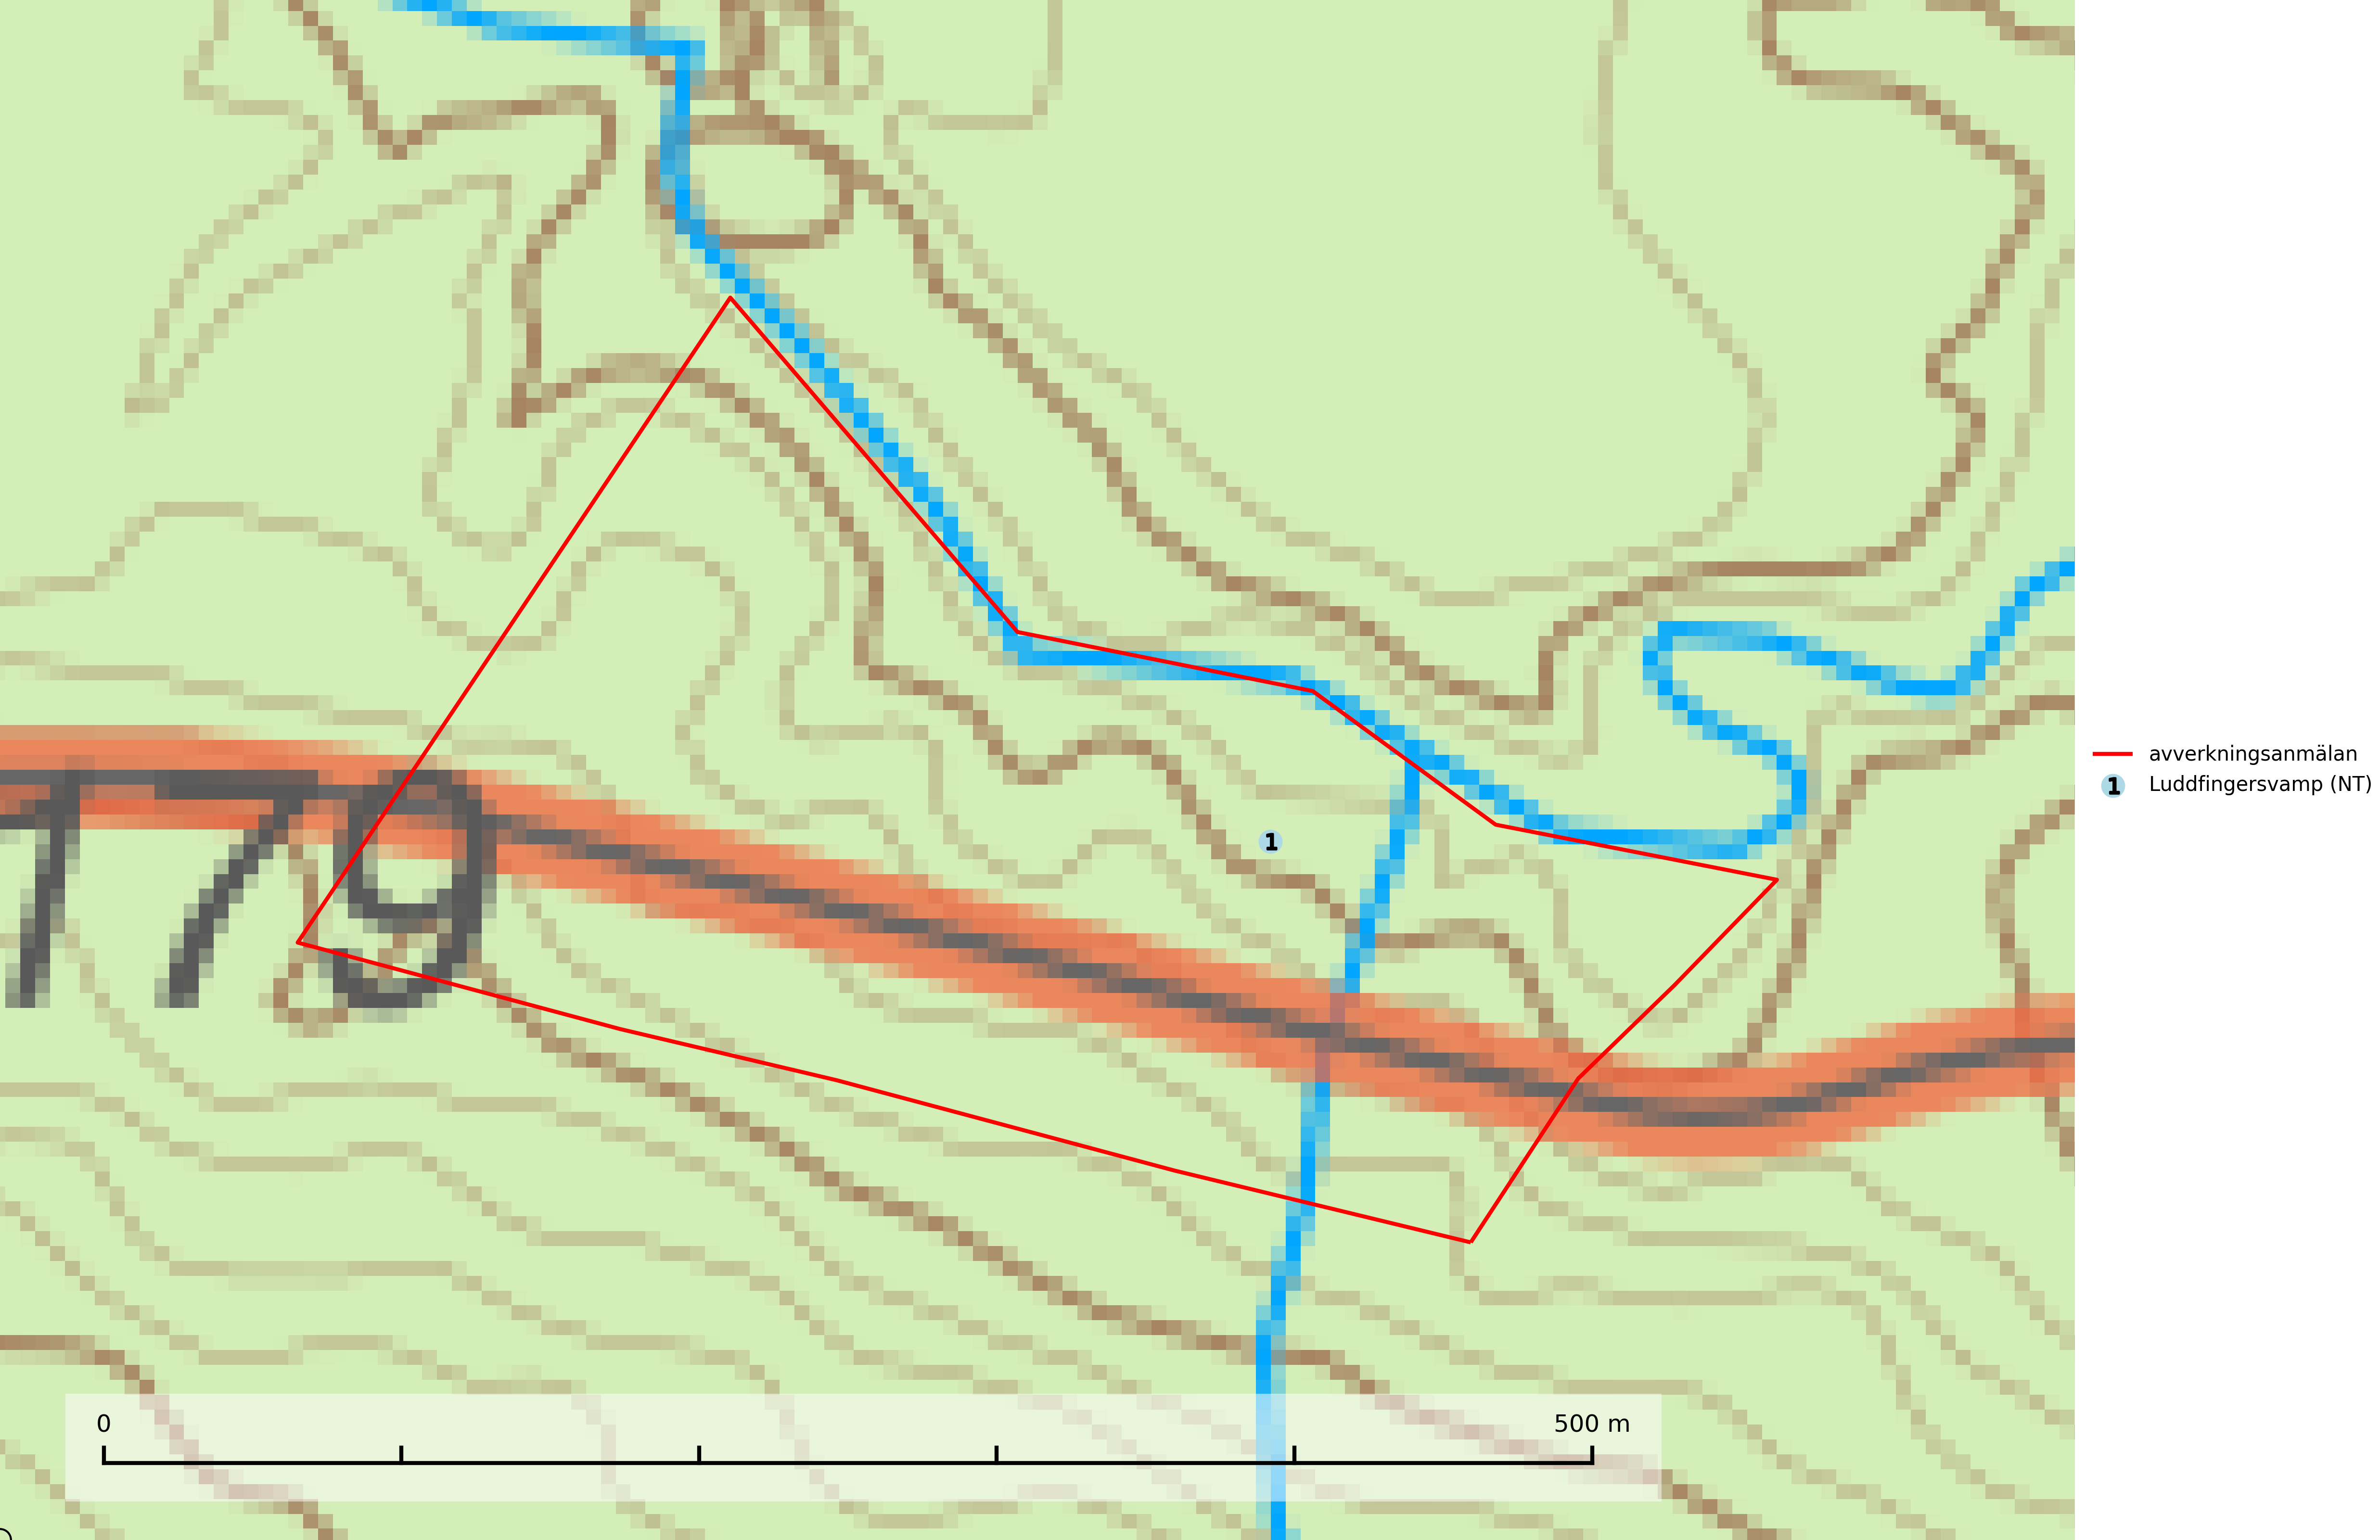 179
1
0 500 m
avverkningsanmälan
1 Luddfingersvamp (NT)